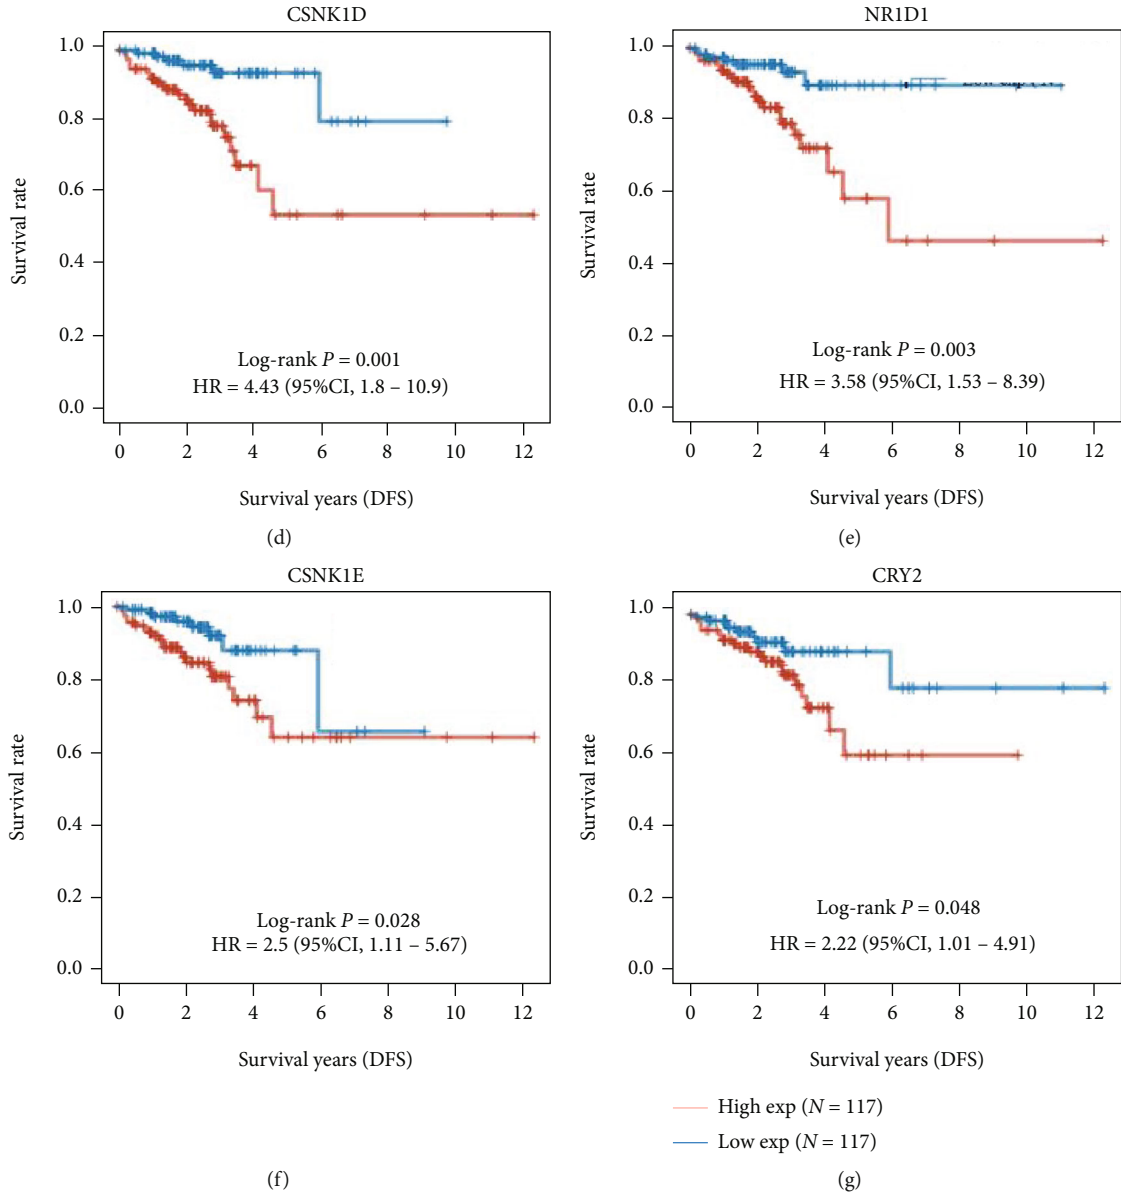 CSNK1D
1.0
0.8
0.6
0.4
0.2
0.0
Survival rate
Log-rank P = 0.001
HR = 4.43 (95%CI, 1.8 – 10.9)
0 2 4 6 8 10 12
Survival years (DFS)
(d)
NR1D1
1.0
0.8
0.6
0.4
0.2
0.0
Survival rate
Log-rank P = 0.003
HR = 3.58 (95%CI, 1.53 – 8.39)
0 2 4 6 8 10 12
Survival years (DFS)
(e)
CSNK1E
1.0
0.8
0.6
0.4
0.2
0.0
Survival rate
Log-rank P = 0.028
HR = 2.5 (95%CI, 1.11 – 5.67)
0 2 4 6 8 10 12
Survival years (DFS)
(f)
CRY2
1.0
0.8
0.6
0.4
0.2
0.0
Survival rate
Log-rank P = 0.048
HR = 2.22 (95%CI, 1.01 – 4.91)
0 2 4 6 8 10 12
Survival years (DFS)
High exp (N = 117)
Low exp (N = 117)
(g)